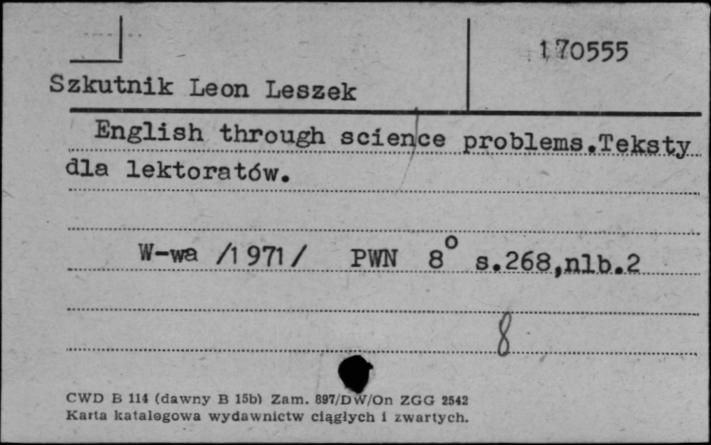 170555
Szkutnik Leon Leszek
English through science problems.Teksty
dla lektoratów.
W-wa /1971/ PWN 8° s.268,nlb.2
8
CWD B 114 (dawny B 15b) Zam. 897/DW/On ZGG 2542
Karta katalogowa wydawnictw ciągłych i zwartych.